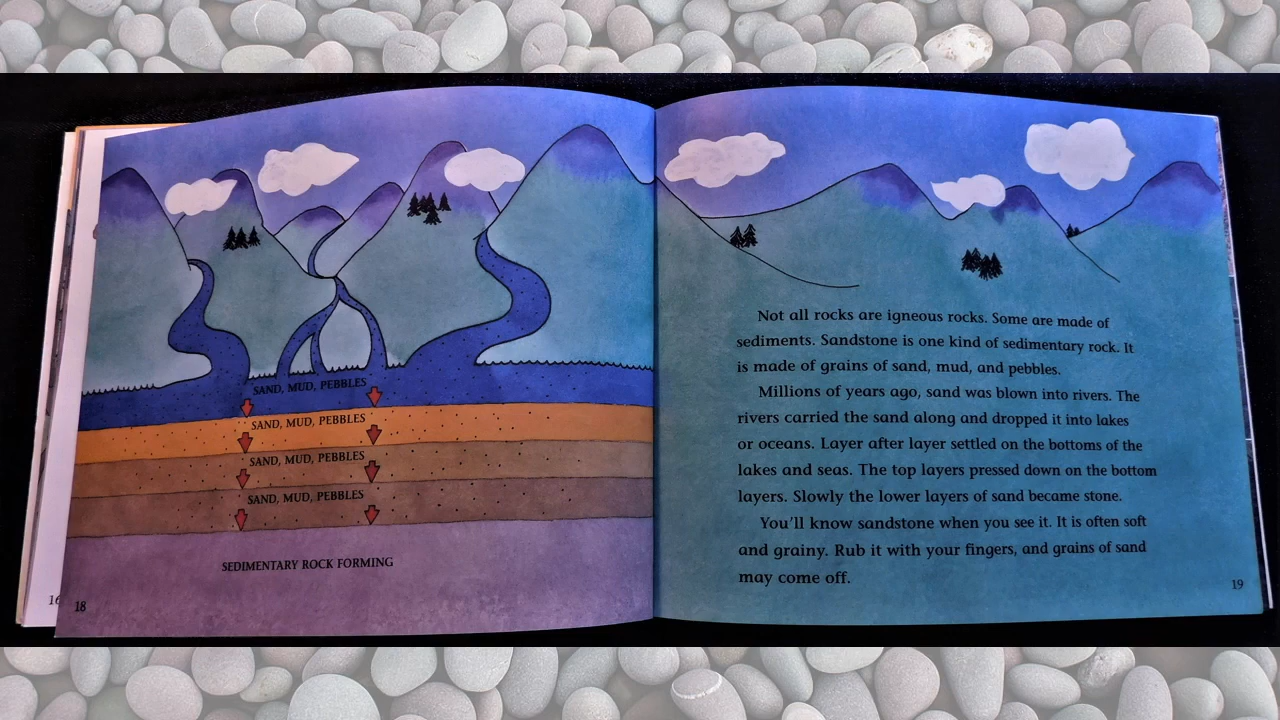 SAND, MUD, PEBBLES
SAND, MUD, PEBBLES
SAND, MUD, PEBBLES
SAND, MUD, PEBBLES
SEDIMENTARY ROCK FORMING
16
18
Not all rocks are igneous rocks. Some are made of
sediments. Sandstone is one kind of sedimentary rock. It
is made of grains of sand, mud, and pebbles.
Millions of years ago, sand was blown into rivers. The
rivers carried the sand along and dropped it into lakes
or oceans. Layer after layer settled on the bottoms of the
lakes and seas. The top layers pressed down on the bottom
layers. Slowly the lower layers of sand became stone.
You'll know sandstone when you see it. It is often soft
and grainy. Rub it with your fingers, and grains of sand
may come off.
19